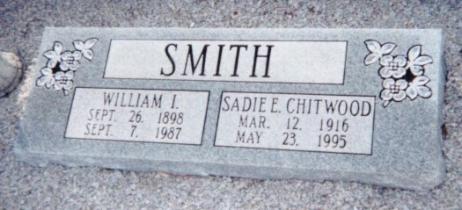 SMITH
WILLIAM I.
SEPT. 26. 1898
SEPT. 7. 1987
SADIE E. CHITWOOD
MAR. 12. 1916
MAY 23. 1995